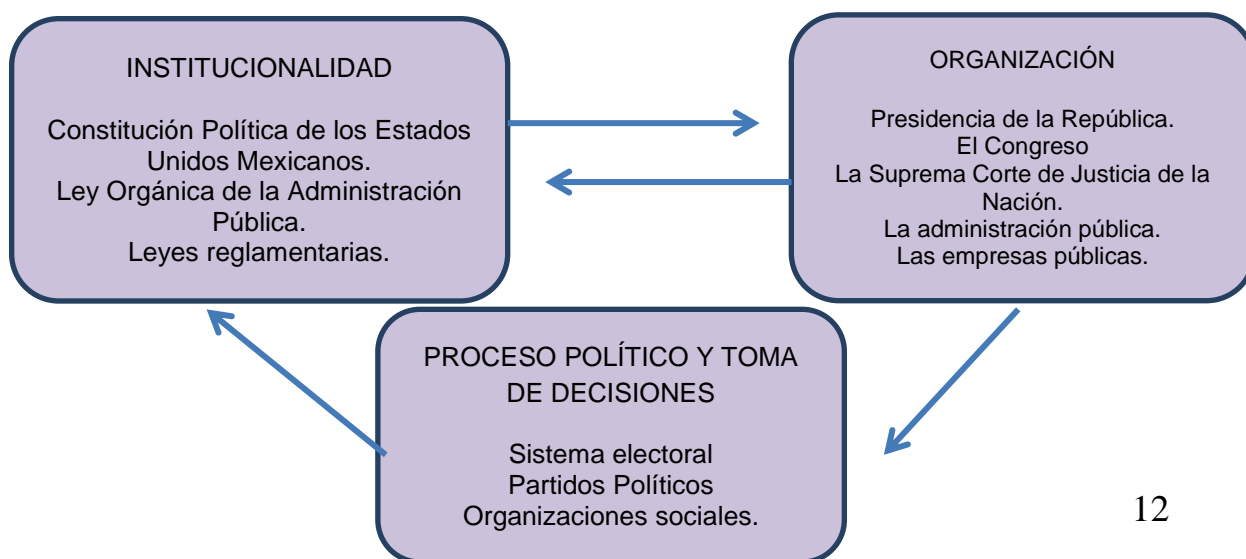 INSTITUCIONALIDAD
Constitución Política de los Estados
Unidos Mexicanos.
Ley Orgánica de la Administración
Pública.
Leyes reglamentarias.
ORGANIZACIÓN
Presidencia de la República.
El Congreso
La Suprema Corte de Justicia de la
Nación.
La administración pública.
Las empresas públicas.
PROCESO POLÍTICO Y TOMA
DE DECISIONES
Sistema electoral
Partidos Políticos
Organizaciones sociales.
12